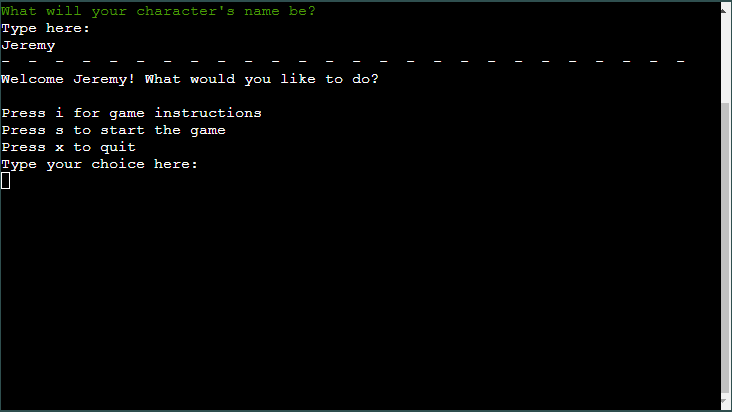 What will your character's name be?
Type here:
Jeremy
- - - - - - - - - - - - - - - - - - - - - - - - - -
Welcome Jeremy! What would you like to do?
Press i for game instructions
Press s to start the game
Press x to quit
Type your choice here: